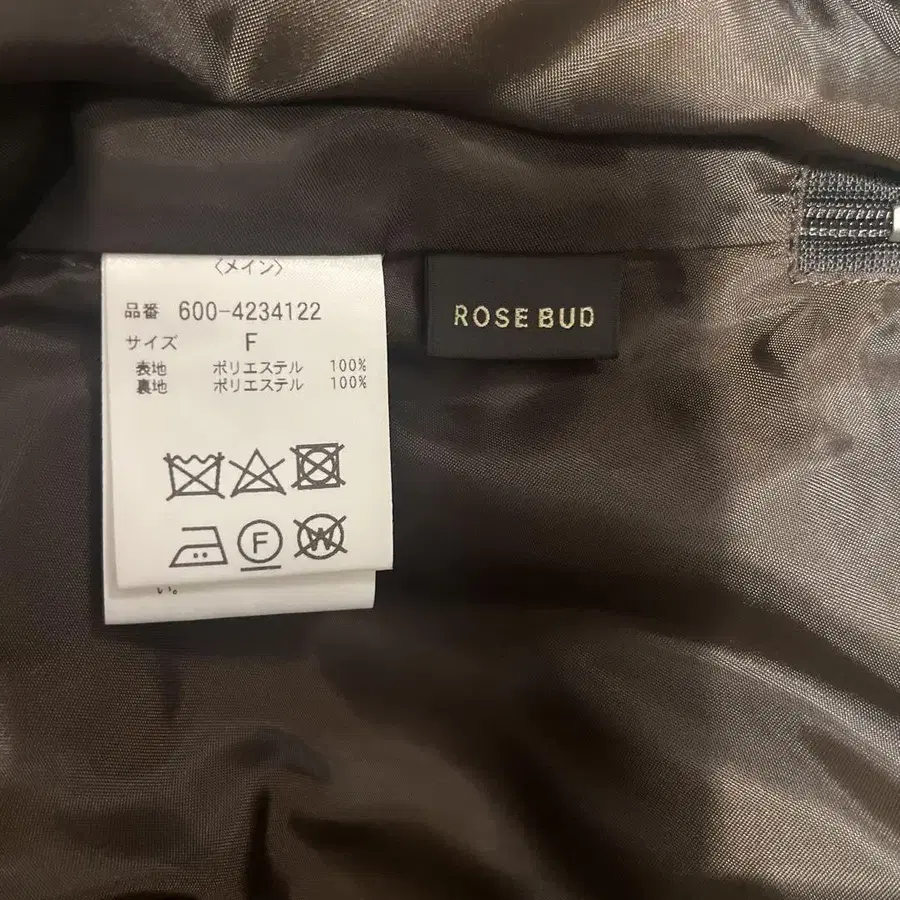 〈メイン〉
品番 600-4234122
サイズ F
表地 ポリエステル 100%
裏地 ポリエステル 100%
F
W
い。
ROSE BUD